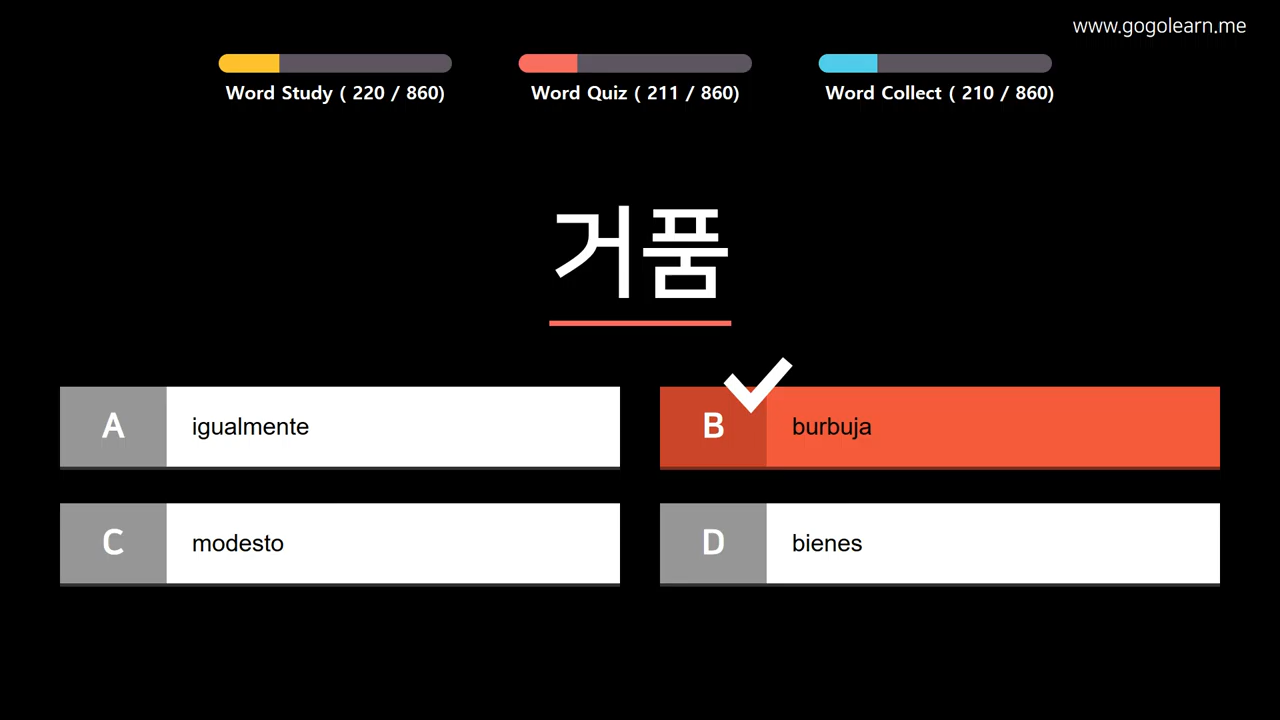 www.gogolearn.me
Word Study ( 220 / 860)
Word Quiz ( 211 / 860)
Word Collect ( 210 / 860)
거품
A igualmente
B burbuja
C modesto
D bienes